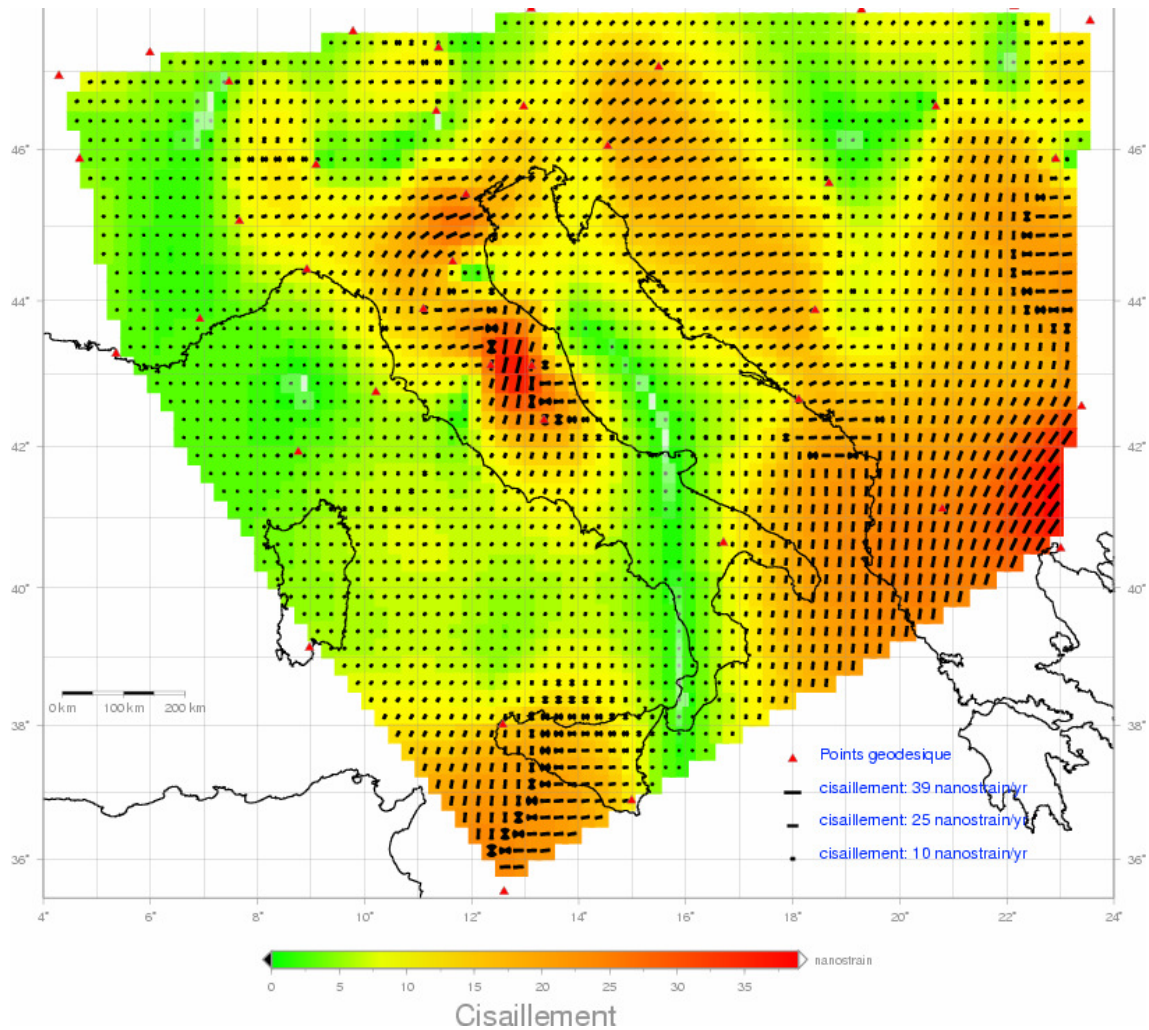 46° 46°
44° 44°
42° 42°
40° 40°
0 km 100 km 200 km
38° 38°
Points geodesique
cisaillement: 39 nanostrain/yr
cisaillement: 25 nanostrain/yr
cisaillement: 10 nanostrain/yr
36° 36°
4° 6° 8° 10° 12° 14° 16° 18° 20° 22° 24°
nanostrain
0 5 10 15 20 25 30 35
Cisaillement